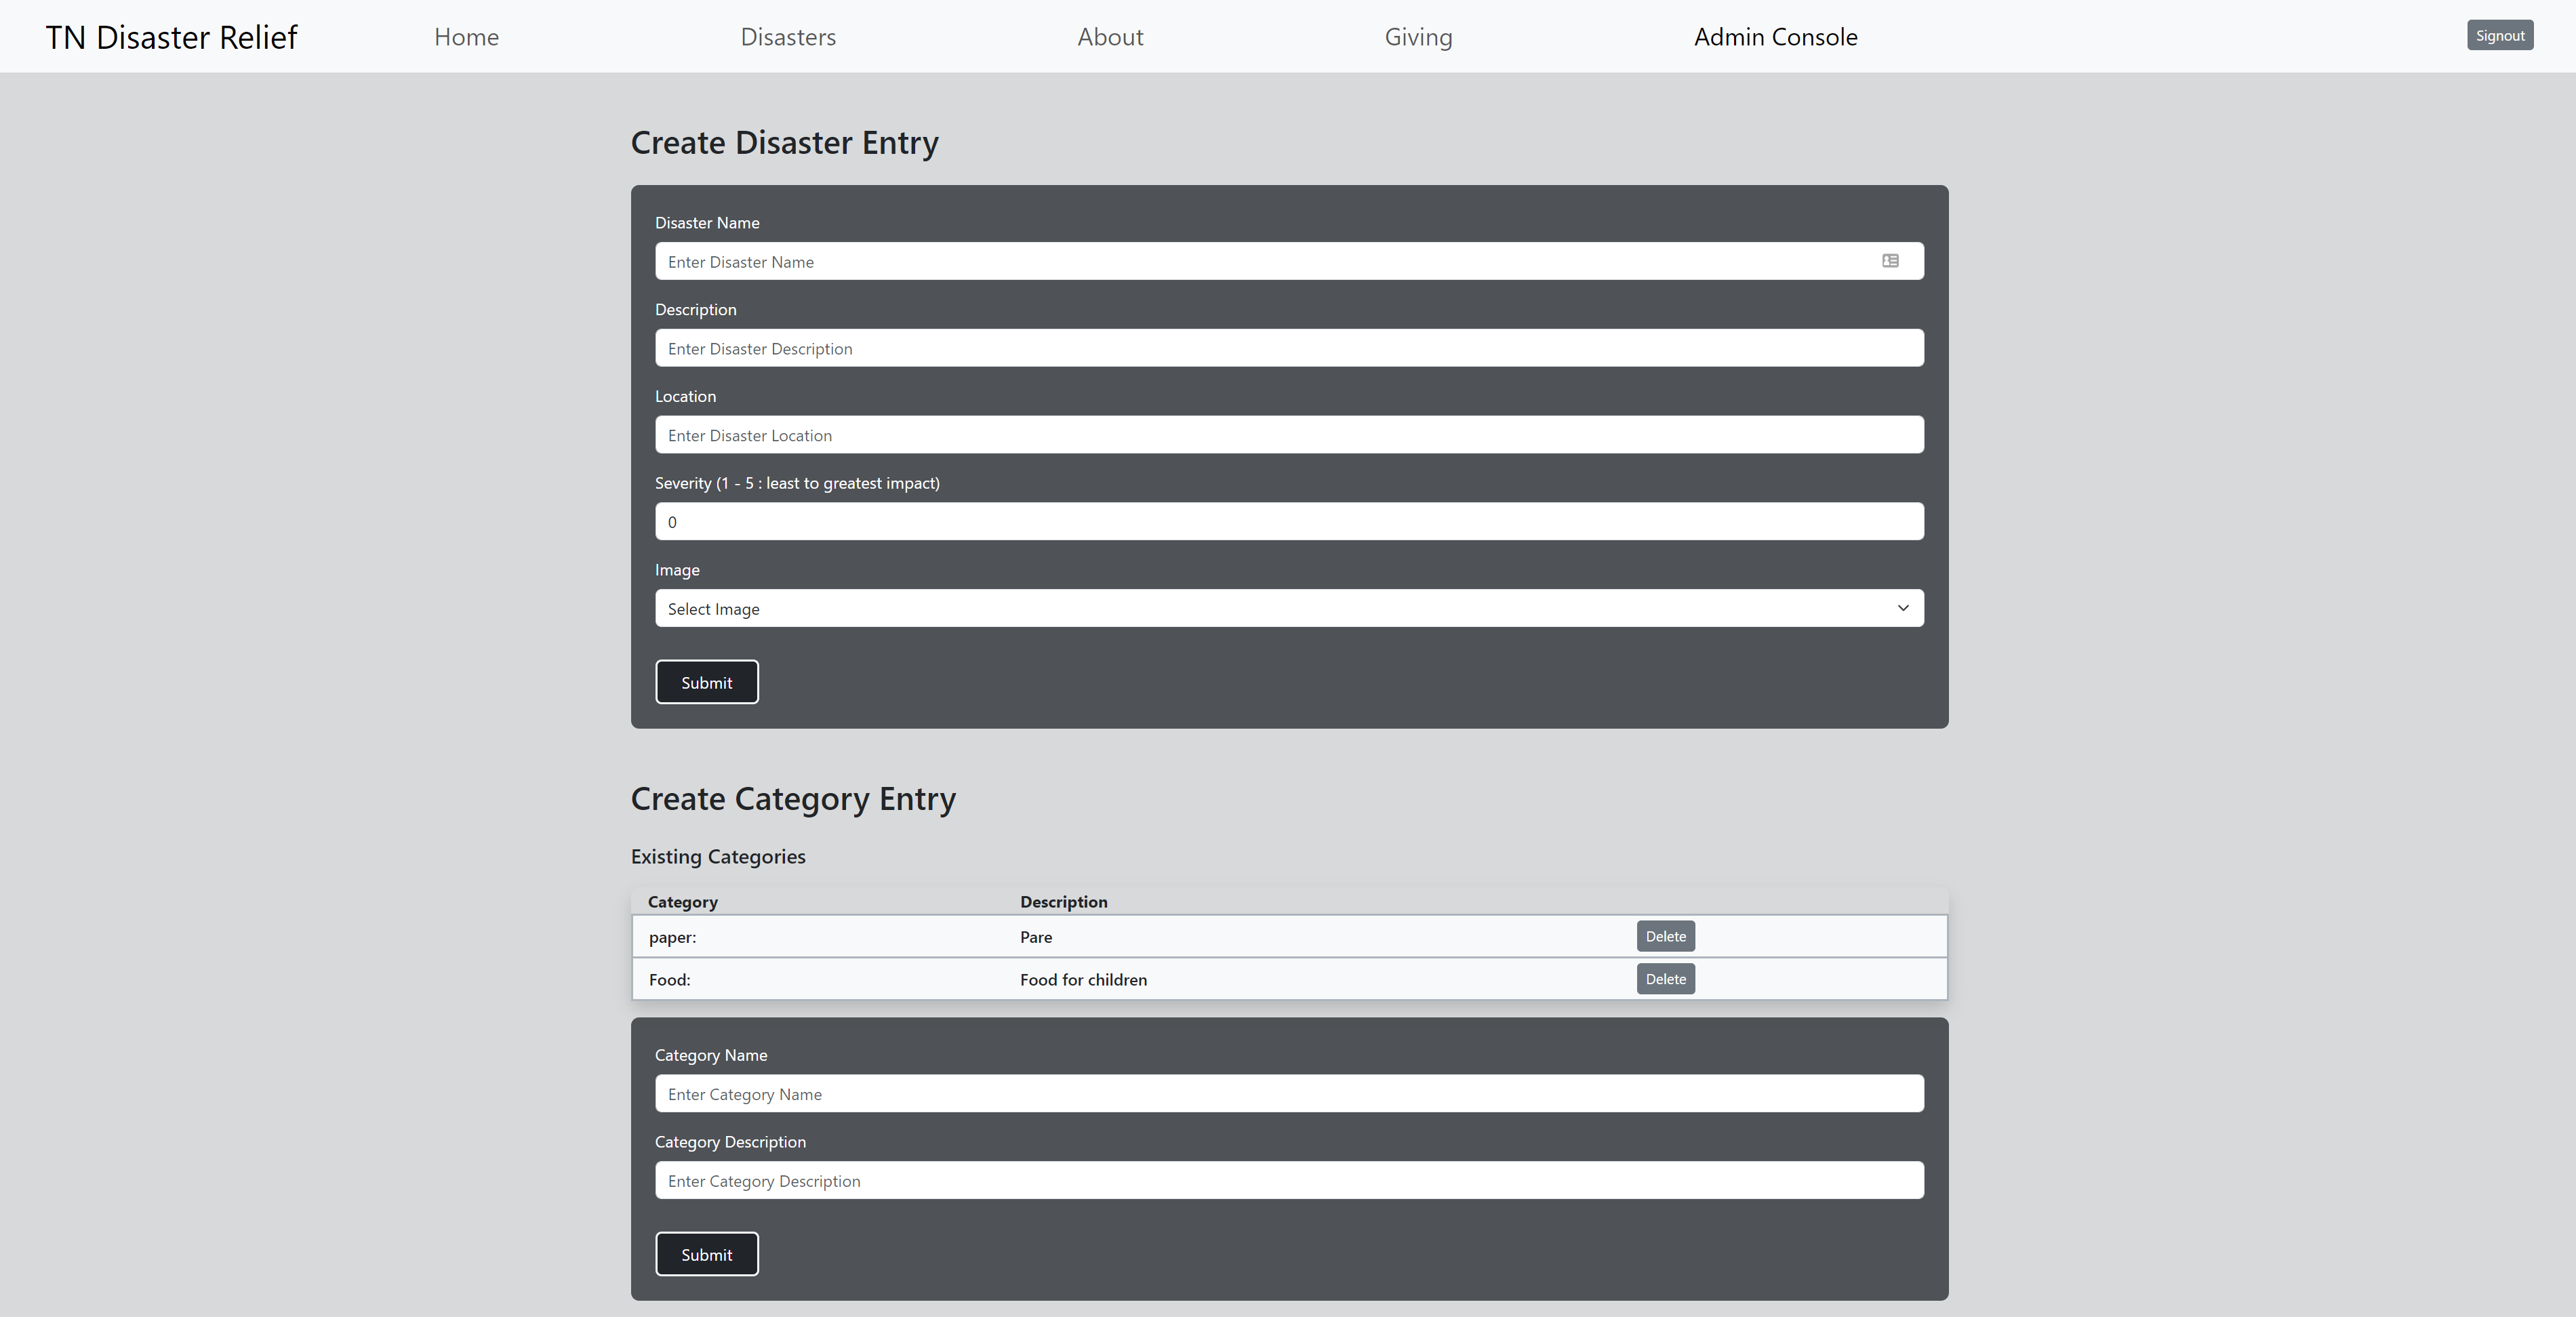 TN Disaster Relief Home Disasters About Giving Admin Console Signout
Create Disaster Entry
Disaster Name
Enter Disaster Name
Description
Enter Disaster Description
Location
Enter Disaster Location
Severity (1 - 5 : least to greatest impact)
0
Image
Select Image
Submit
Create Category Entry
Existing Categories
Category Description
paper: Pare Delete
Food: Food for children Delete
Category Name
Enter Category Name
Category Description
Enter Category Description
Submit